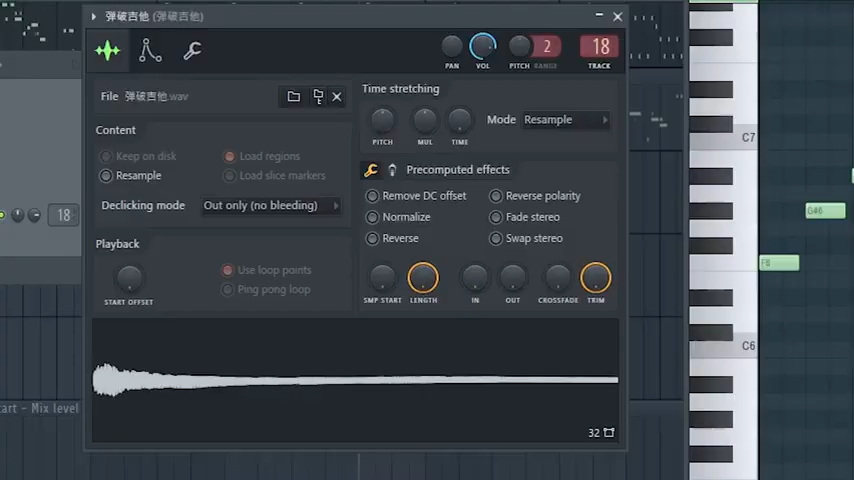 弹破吉他 (弹破吉他)
PAN
VOL
PITCH
2
RANGE
18
TRACK
File 弹破吉他.wav
Content
Keep on disk
Load regions
Resample
Load slice markers
Declicking mode
Out only (no bleeding)
Playback
START OFFSET
Use loop points
Ping pong loop
Time stretching
PITCH
MUL
TIME
Mode
Resample
Precomputed effects
Remove DC offset
Reverse polarity
Normalize
Fade stereo
Reverse
Swap stereo
SMP START
LENGTH
IN
OUT
CROSSFADE
TRIM
32
18
art - Mix level
C7
G#6
C6